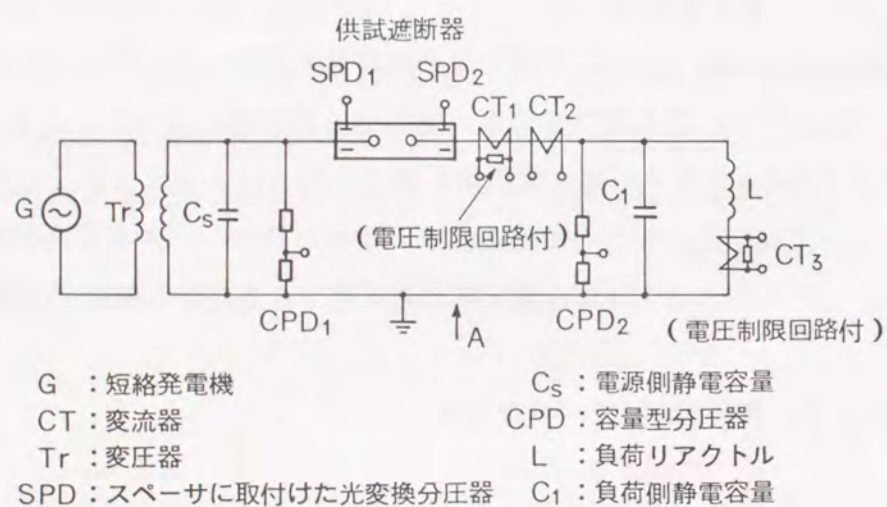 供試遮断器
SPD₁ SPD₂
CT₁ CT₂
G
Tr
Cs
C₁
L
(電圧制限回路付)
CT₃
CPD₁
A
CPD₂
(電圧制限回路付)
G :短絡発電機
CT :変流器
Tr :変圧器
SPD :スペーサに取付けた光変換分圧器
Cs :電源側静電容量
CPD :容量型分圧器
L :負荷リアクトル
C₁ :負荷側静電容量